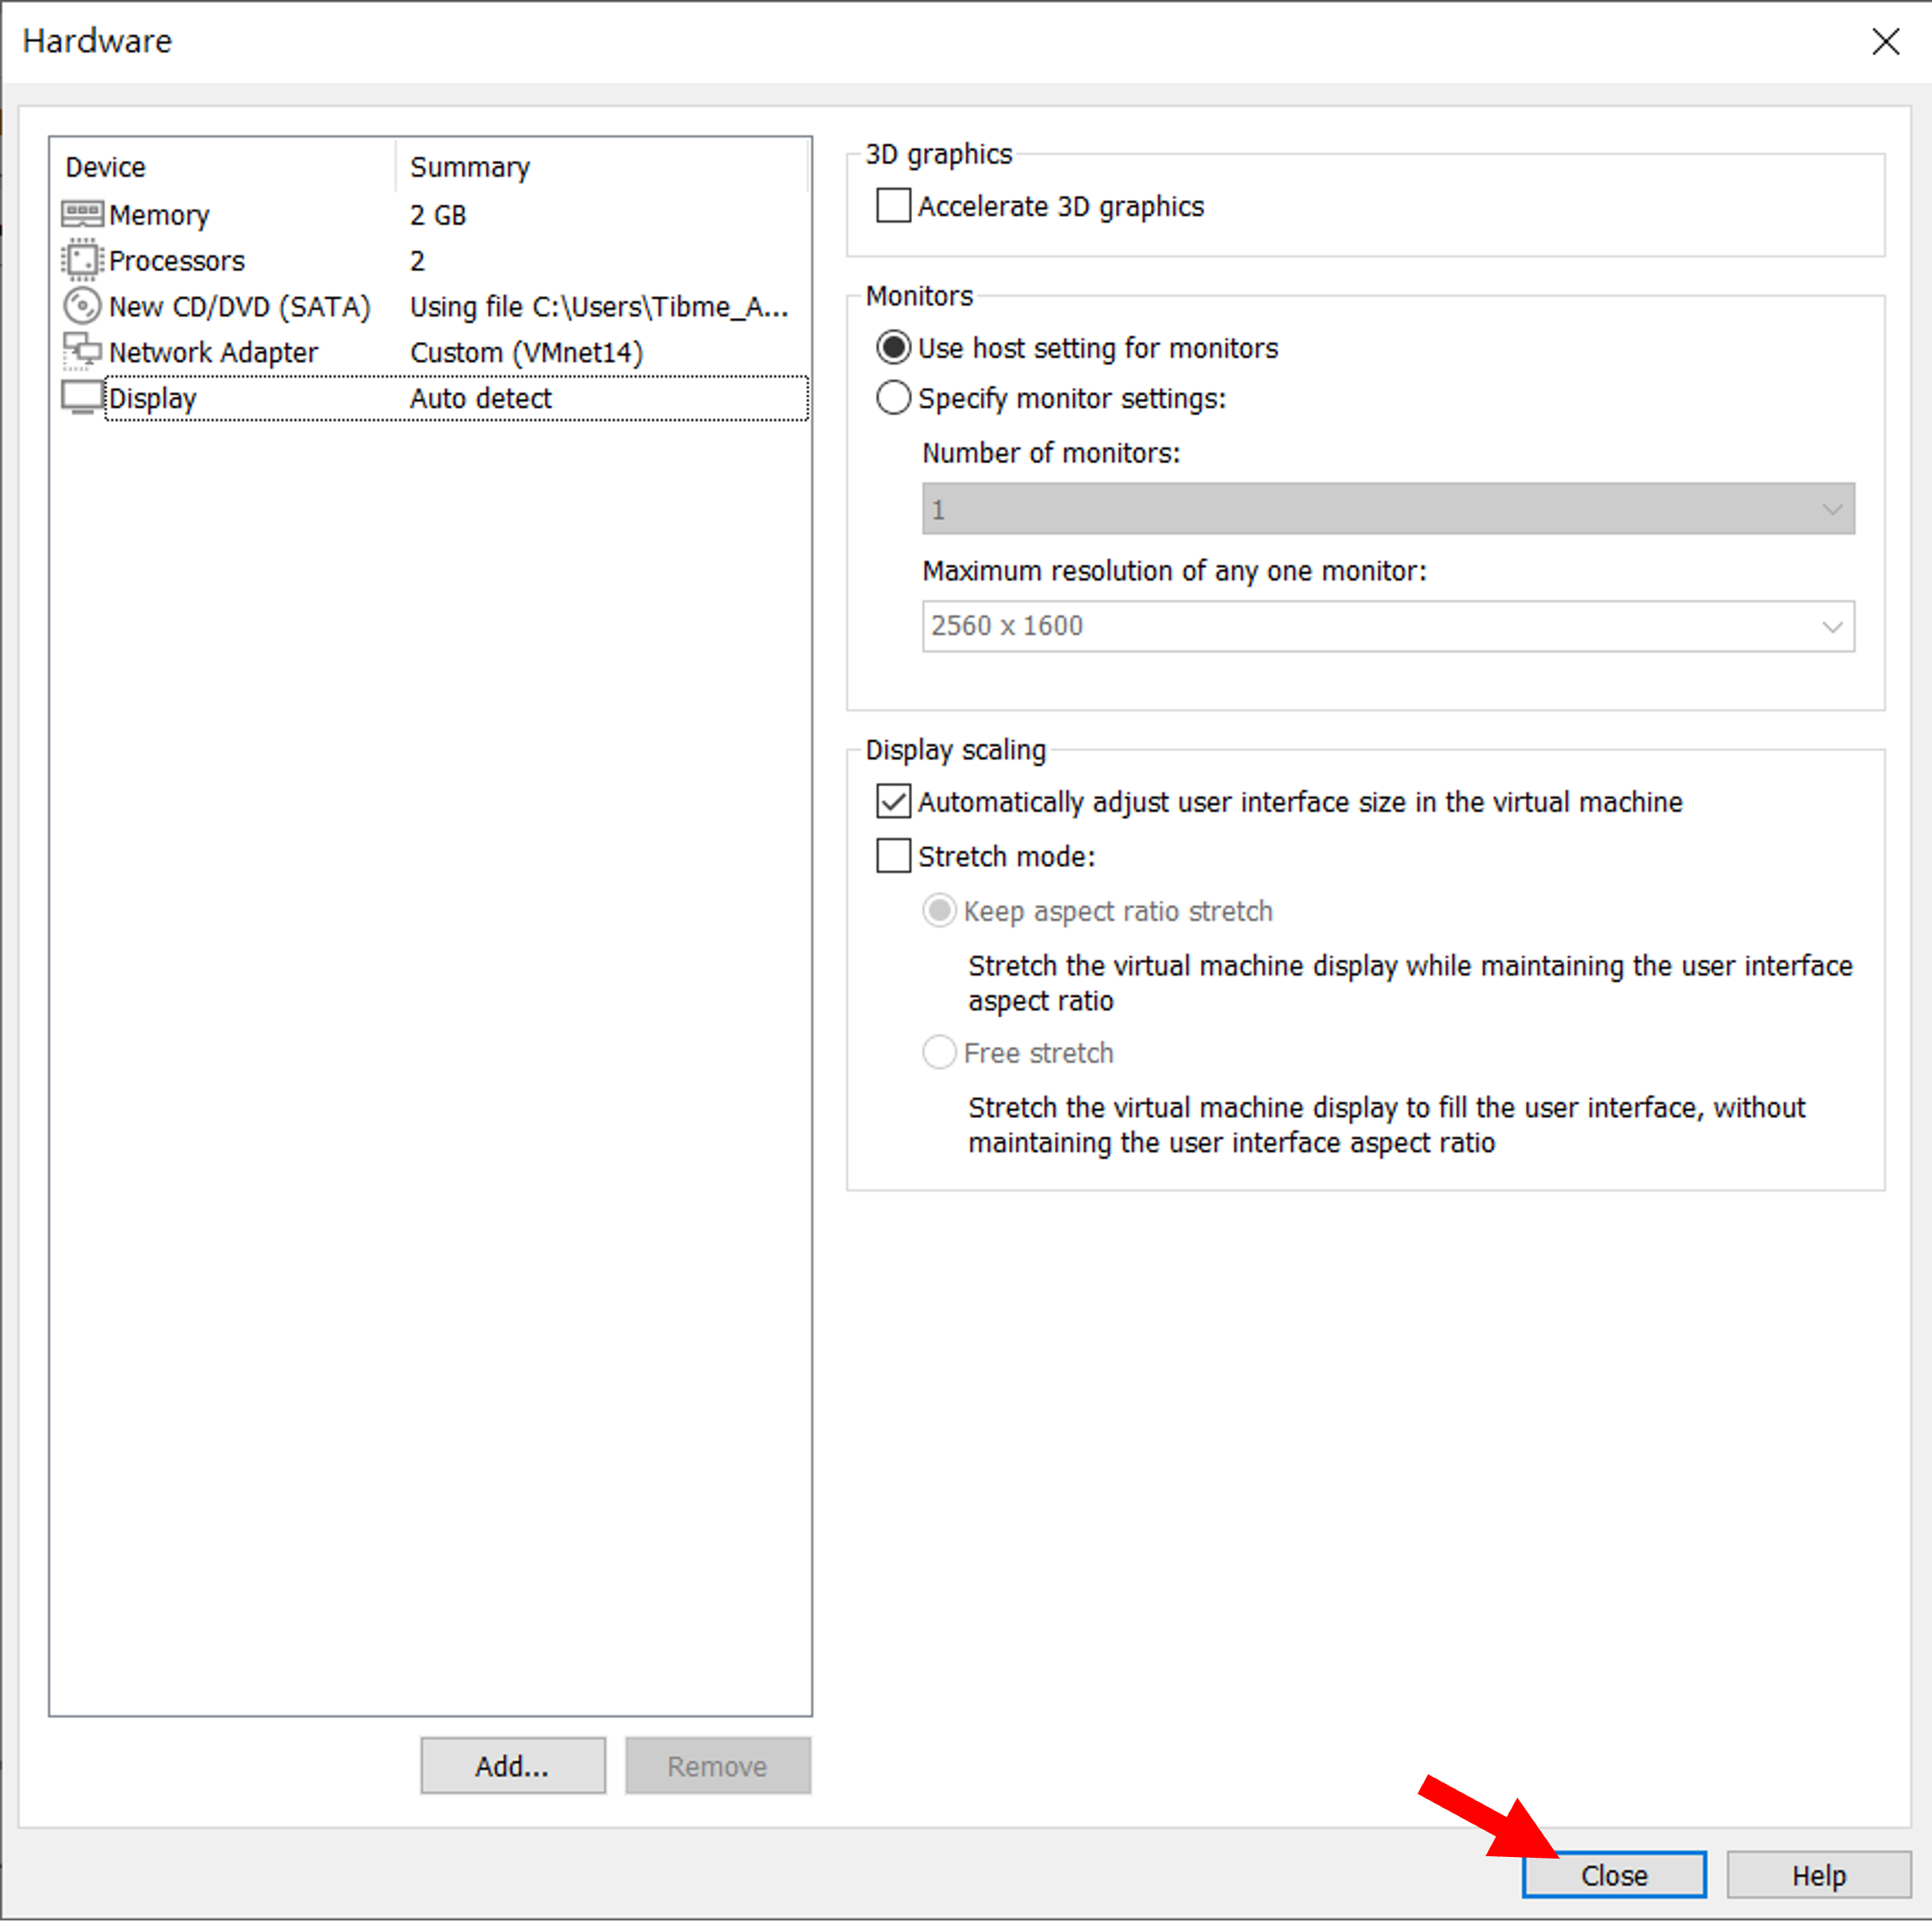 Hardware
Device Summary
Memory 2 GB
Processors 2
New CD/DVD (SATA) Using file C:\Users\Tibme_A...
Network Adapter Custom (VMnet14)
Display Auto detect
Add...
Remove
3D graphics
Accelerate 3D graphics
Monitors
Use host setting for monitors
Specify monitor settings:
Number of monitors:
1
Maximum resolution of any one monitor:
2560 x 1600
Display scaling
Automatically adjust user interface size in the virtual machine
Stretch mode:
Keep aspect ratio stretch
Stretch the virtual machine display while maintaining the user interface
aspect ratio
Free stretch
Stretch the virtual machine display to fill the user interface, without
maintaining the user interface aspect ratio
Close
Help